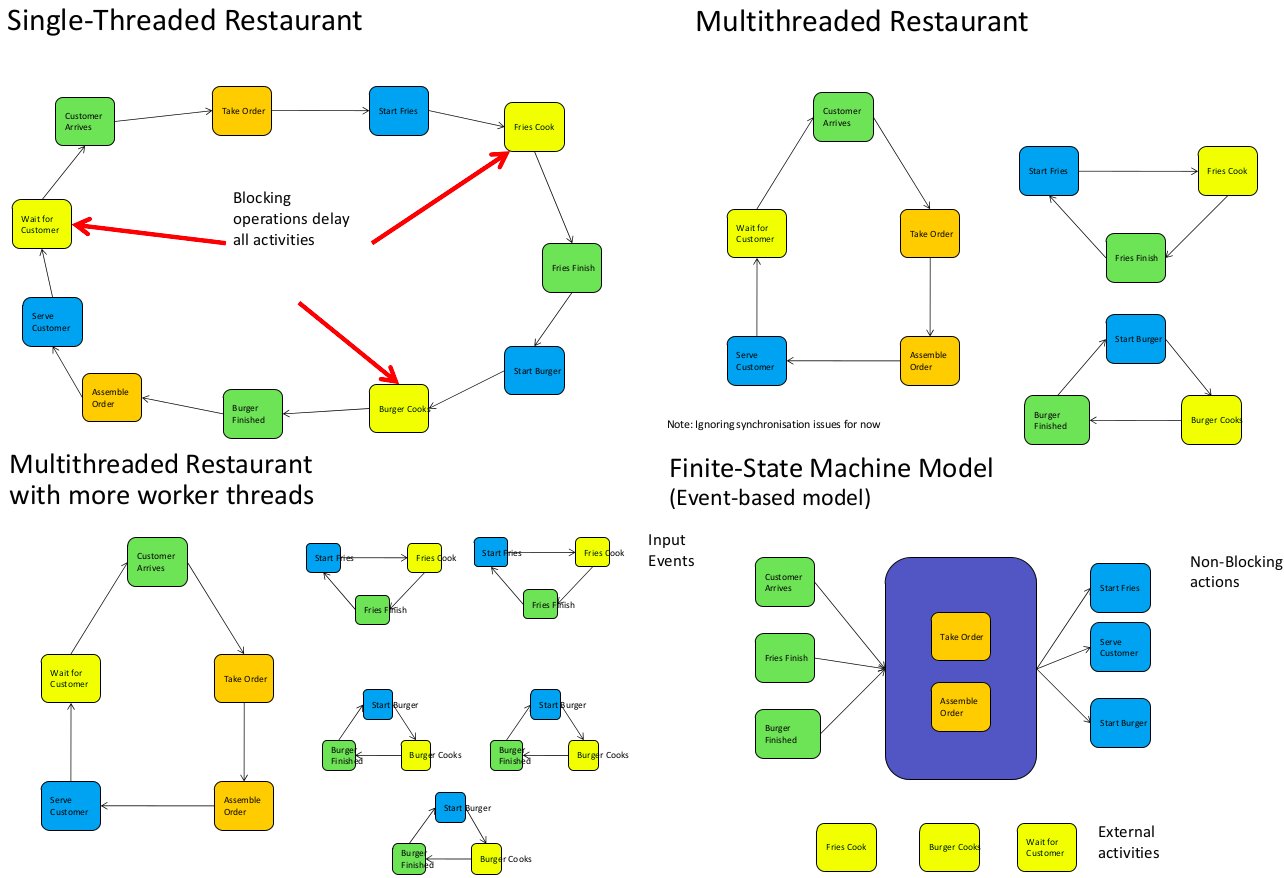 Single-Threaded Restaurant
Customer
Arrives
Take Order
Start Fries
Fries Cook
Blocking
operations delay
all activities
Wait for
Customer
Fries Finish
Serve
Customer
Start Burger
Assemble
Order
Burger
Finished
Burger Cooks
Multithreaded Restaurant
Customer
Arrives
Wait for
Customer
Take Order
Serve
Customer
Assemble
Order
Start Fries
Fries Cook
Fries Finish
Start Burger
Burger
Finished
Burger Cooks
Note: Ignoring synchronisation issues for now
Multithreaded Restaurant
with more worker threads
Customer
Arrives
Wait for
Customer
Take Order
Serve
Customer
Assemble
Order
Start Fries
Fries Cook
Fries Finish
Start Fries
Fries Cook
Fries Finish
Start Burger
Burger
Finished
Burger Cooks
Start Burger
Burger
Finished
Burger Cooks
Start Burger
Burger
Finished
Burger Cooks
Finite-State Machine Model
(Event-based model)
Input
Events
Customer
Arrives
Fries Finish
Burger
Finished
Take Order
Assemble
Order
Start Fries
Serve
Customer
Start Burger
Non-Blocking
actions
Fries Cook
Burger Cooks
Wait for
Customer
External
activities